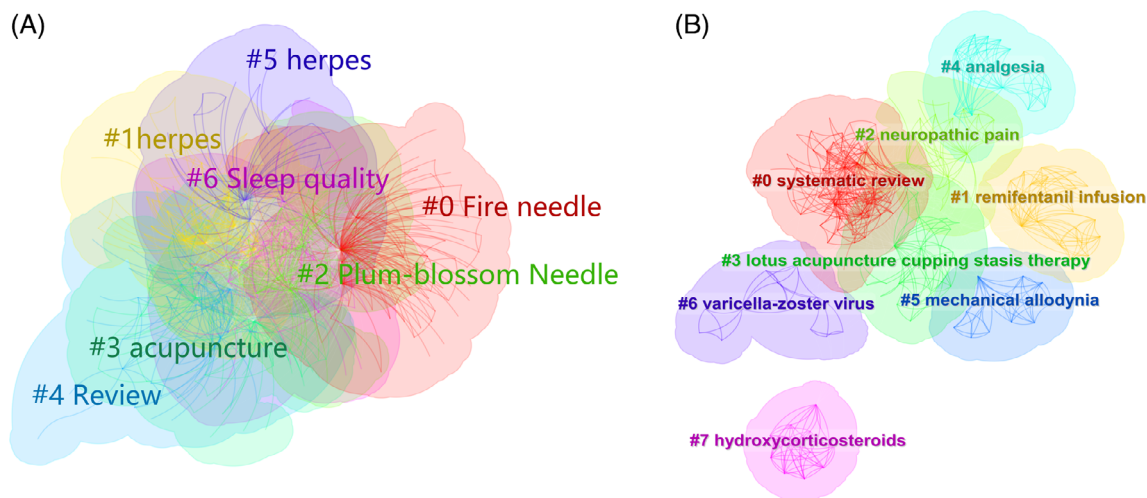 (A)
#5 herpes
#1herpes
#6 Sleep quality
#0 Fire needle
#2 Plum-blossom Needle
#3 acupuncture
#4 Review
(B)
#4 analgesia
#2 neuropathic pain
#0 systematic review
#1 remifentanil infusion
#3 lotus acupuncture cupping stasis therapy
#6 varicella-zoster virus
#5 mechanical allodynia
#7 hydroxycorticosteroids